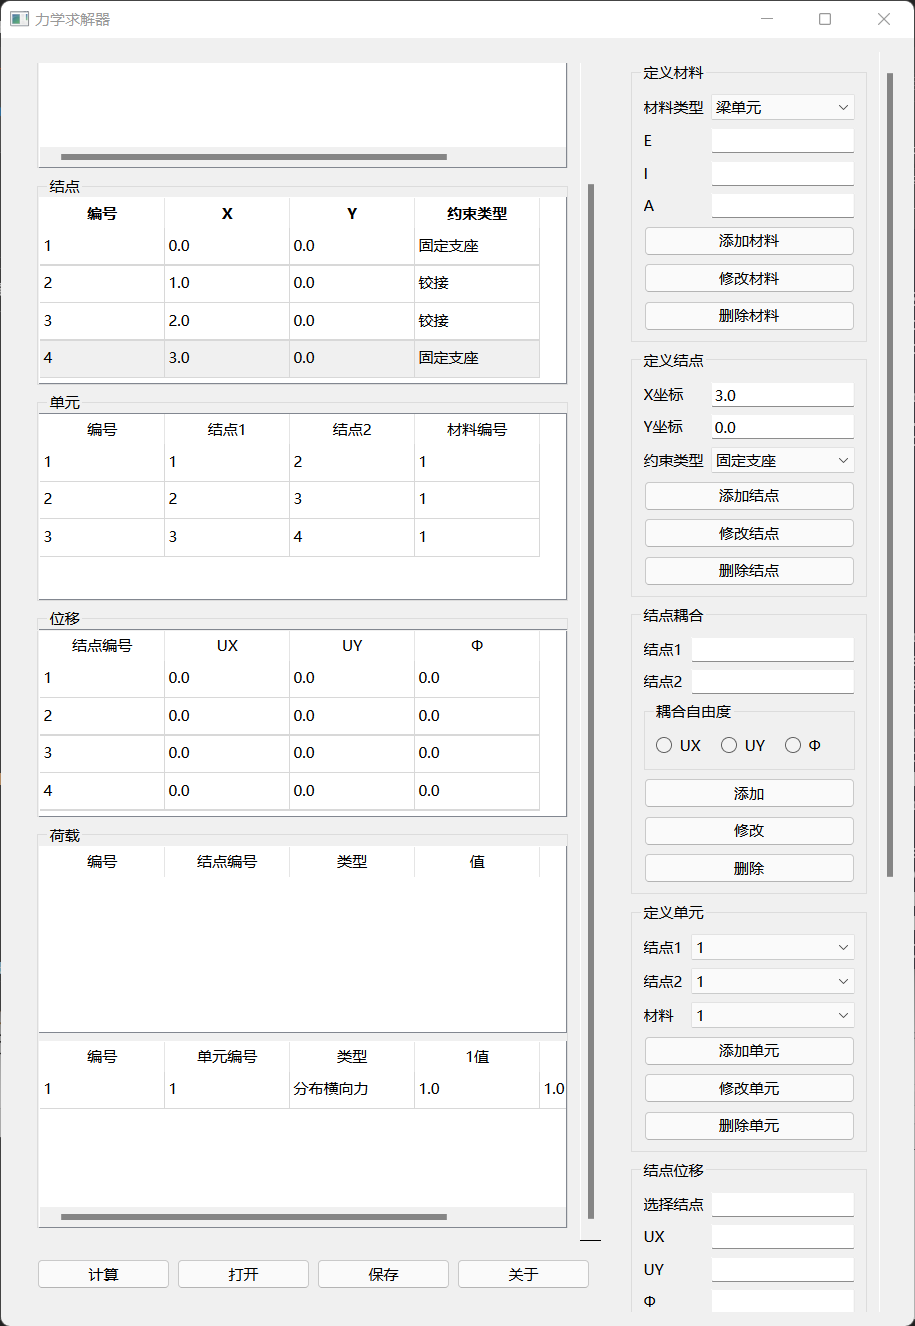 力学求解器
结点
编号 X Y 约束类型
1 0.0 0.0 固定支座
2 1.0 0.0 铰接
3 2.0 0.0 铰接
4 3.0 0.0 固定支座
单元
编号 结点1 结点2 材料编号
1 1 2 1
2 2 3 1
3 3 4 1
位移
结点编号 UX UY Φ
1 0.0 0.0 0.0
2 0.0 0.0 0.0
3 0.0 0.0 0.0
4 0.0 0.0 0.0
荷载
编号 结点编号 类型 值
编号 单元编号 类型 1值
1 1 分布横向力 1.0 1.0
计算 打开 保存 关于
定义材料
材料类型 梁单元
E
I
A
添加材料
修改材料
删除材料
定义结点
X坐标 3.0
Y坐标 0.0
约束类型 固定支座
添加结点
修改结点
删除结点
结点耦合
结点1
结点2
耦合自由度
UX UY Φ
添加
修改
删除
定义单元
结点1 1
结点2 1
材料 1
添加单元
修改单元
删除单元
结点位移
选择结点
UX
UY
Φ